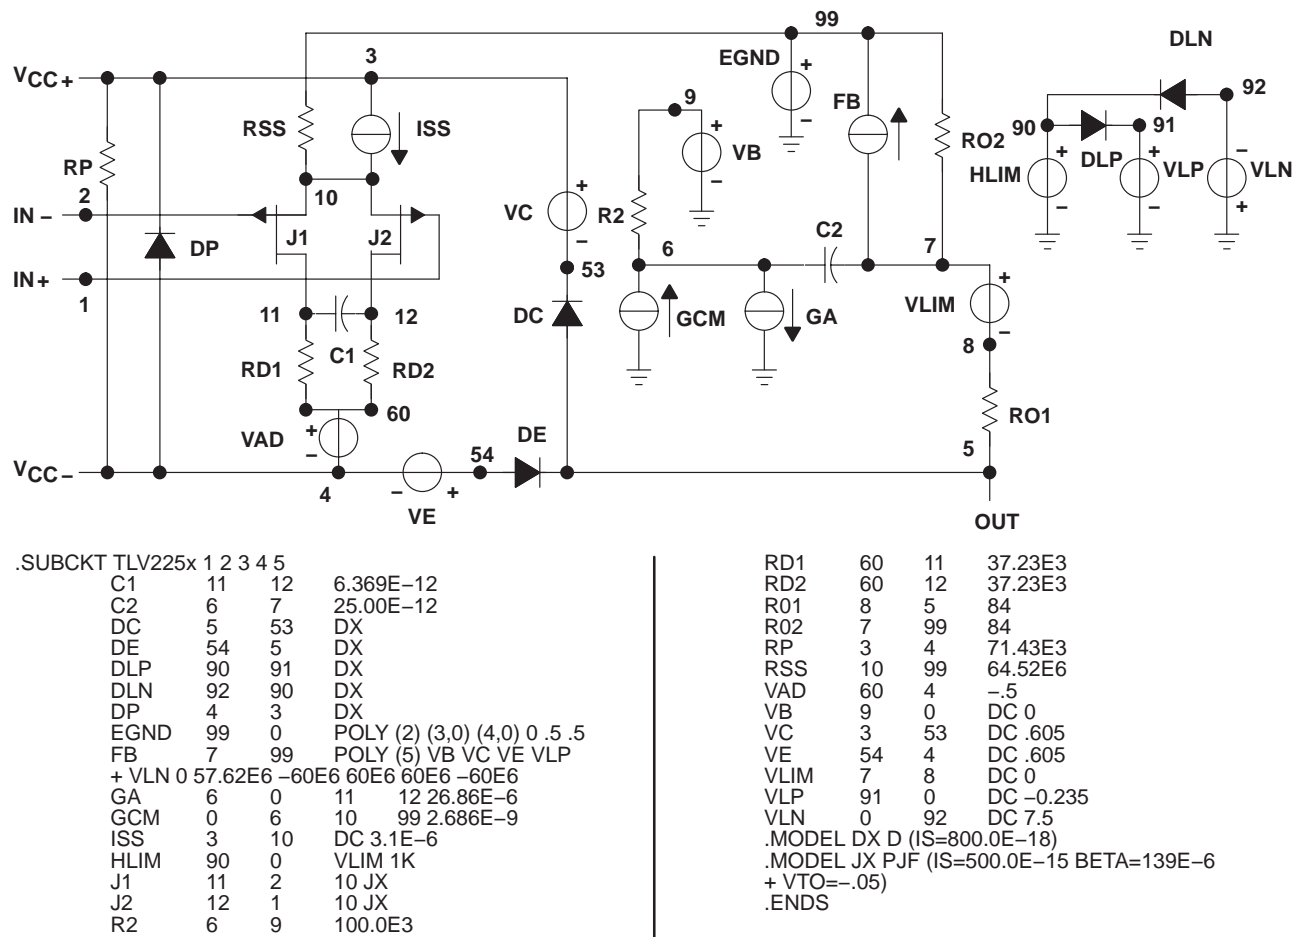 99
DLN
3
VCC+
EGND
+
−
9
FB
92
90
91
RSS
ISS
+
−
VB
RO2
RP
10
DLP
HLIM
+
−
+
−
VLP
−
+
VLN
2
IN −
J1
J2
VC
+
−
R2
C2
DP
6
7
IN+
1
53
+
−
VLIM
11
12
DC
GCM
GA
C1
8
RD1
RD2
RO1
60
VAD
+
−
DE
54
5
VCC−
4
−
+
VE
OUT
.SUBCKT TLV225x 1 2 3 4 5
C1 11 12 6.369E−12
C2 6 7 25.00E−12
DC 5 53 DX
DE 54 5 DX
DLP 90 91 DX
DLN 92 90 DX
DP 4 3 DX
EGND 99 0 POLY (2) (3,0) (4,0) 0 .5 .5
FB 7 99 POLY (5) VB VC VE VLP
+ VLN 0 57.62E6 −60E6 60E6 60E6 −60E6
GA 6 0 11 12 26.86E−6
GCM 0 6 10 99 2.686E−9
ISS 3 10 DC 3.1E−6
HLIM 90 0 VLIM 1K
J1 11 2 10 JX
J2 12 1 10 JX
R2 6 9 100.0E3
RD1 60 11 37.23E3
RD2 60 12 37.23E3
R01 8 5 84
R02 7 99 84
RP 3 4 71.43E3
RSS 10 99 64.52E6
VAD 60 4 −.5
VB 9 0 DC 0
VC 3 53 DC .605
VE 54 4 DC .605
VLIM 7 8 DC 0
VLP 91 0 DC −0.235
VLN 0 92 DC 7.5
.MODEL DX D (IS=800.0E−18)
.MODEL JX PJF (IS=500.0E−15 BETA=139E−6
+ VTO=−.05)
.ENDS